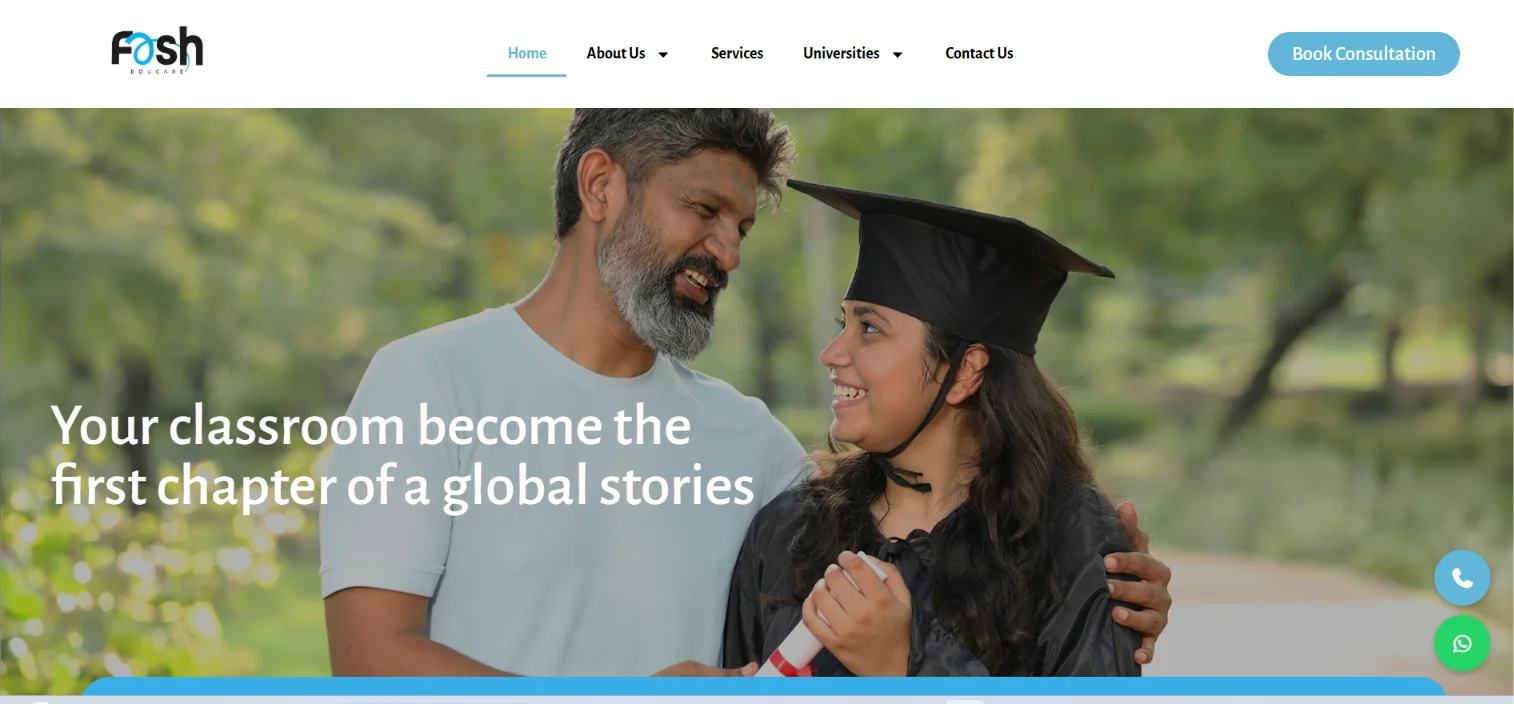 Fosh
EDUCARE
Home
About Us
Services
Universities
Contact Us
Book Consultation
Your classroom become the
first chapter of a global stories